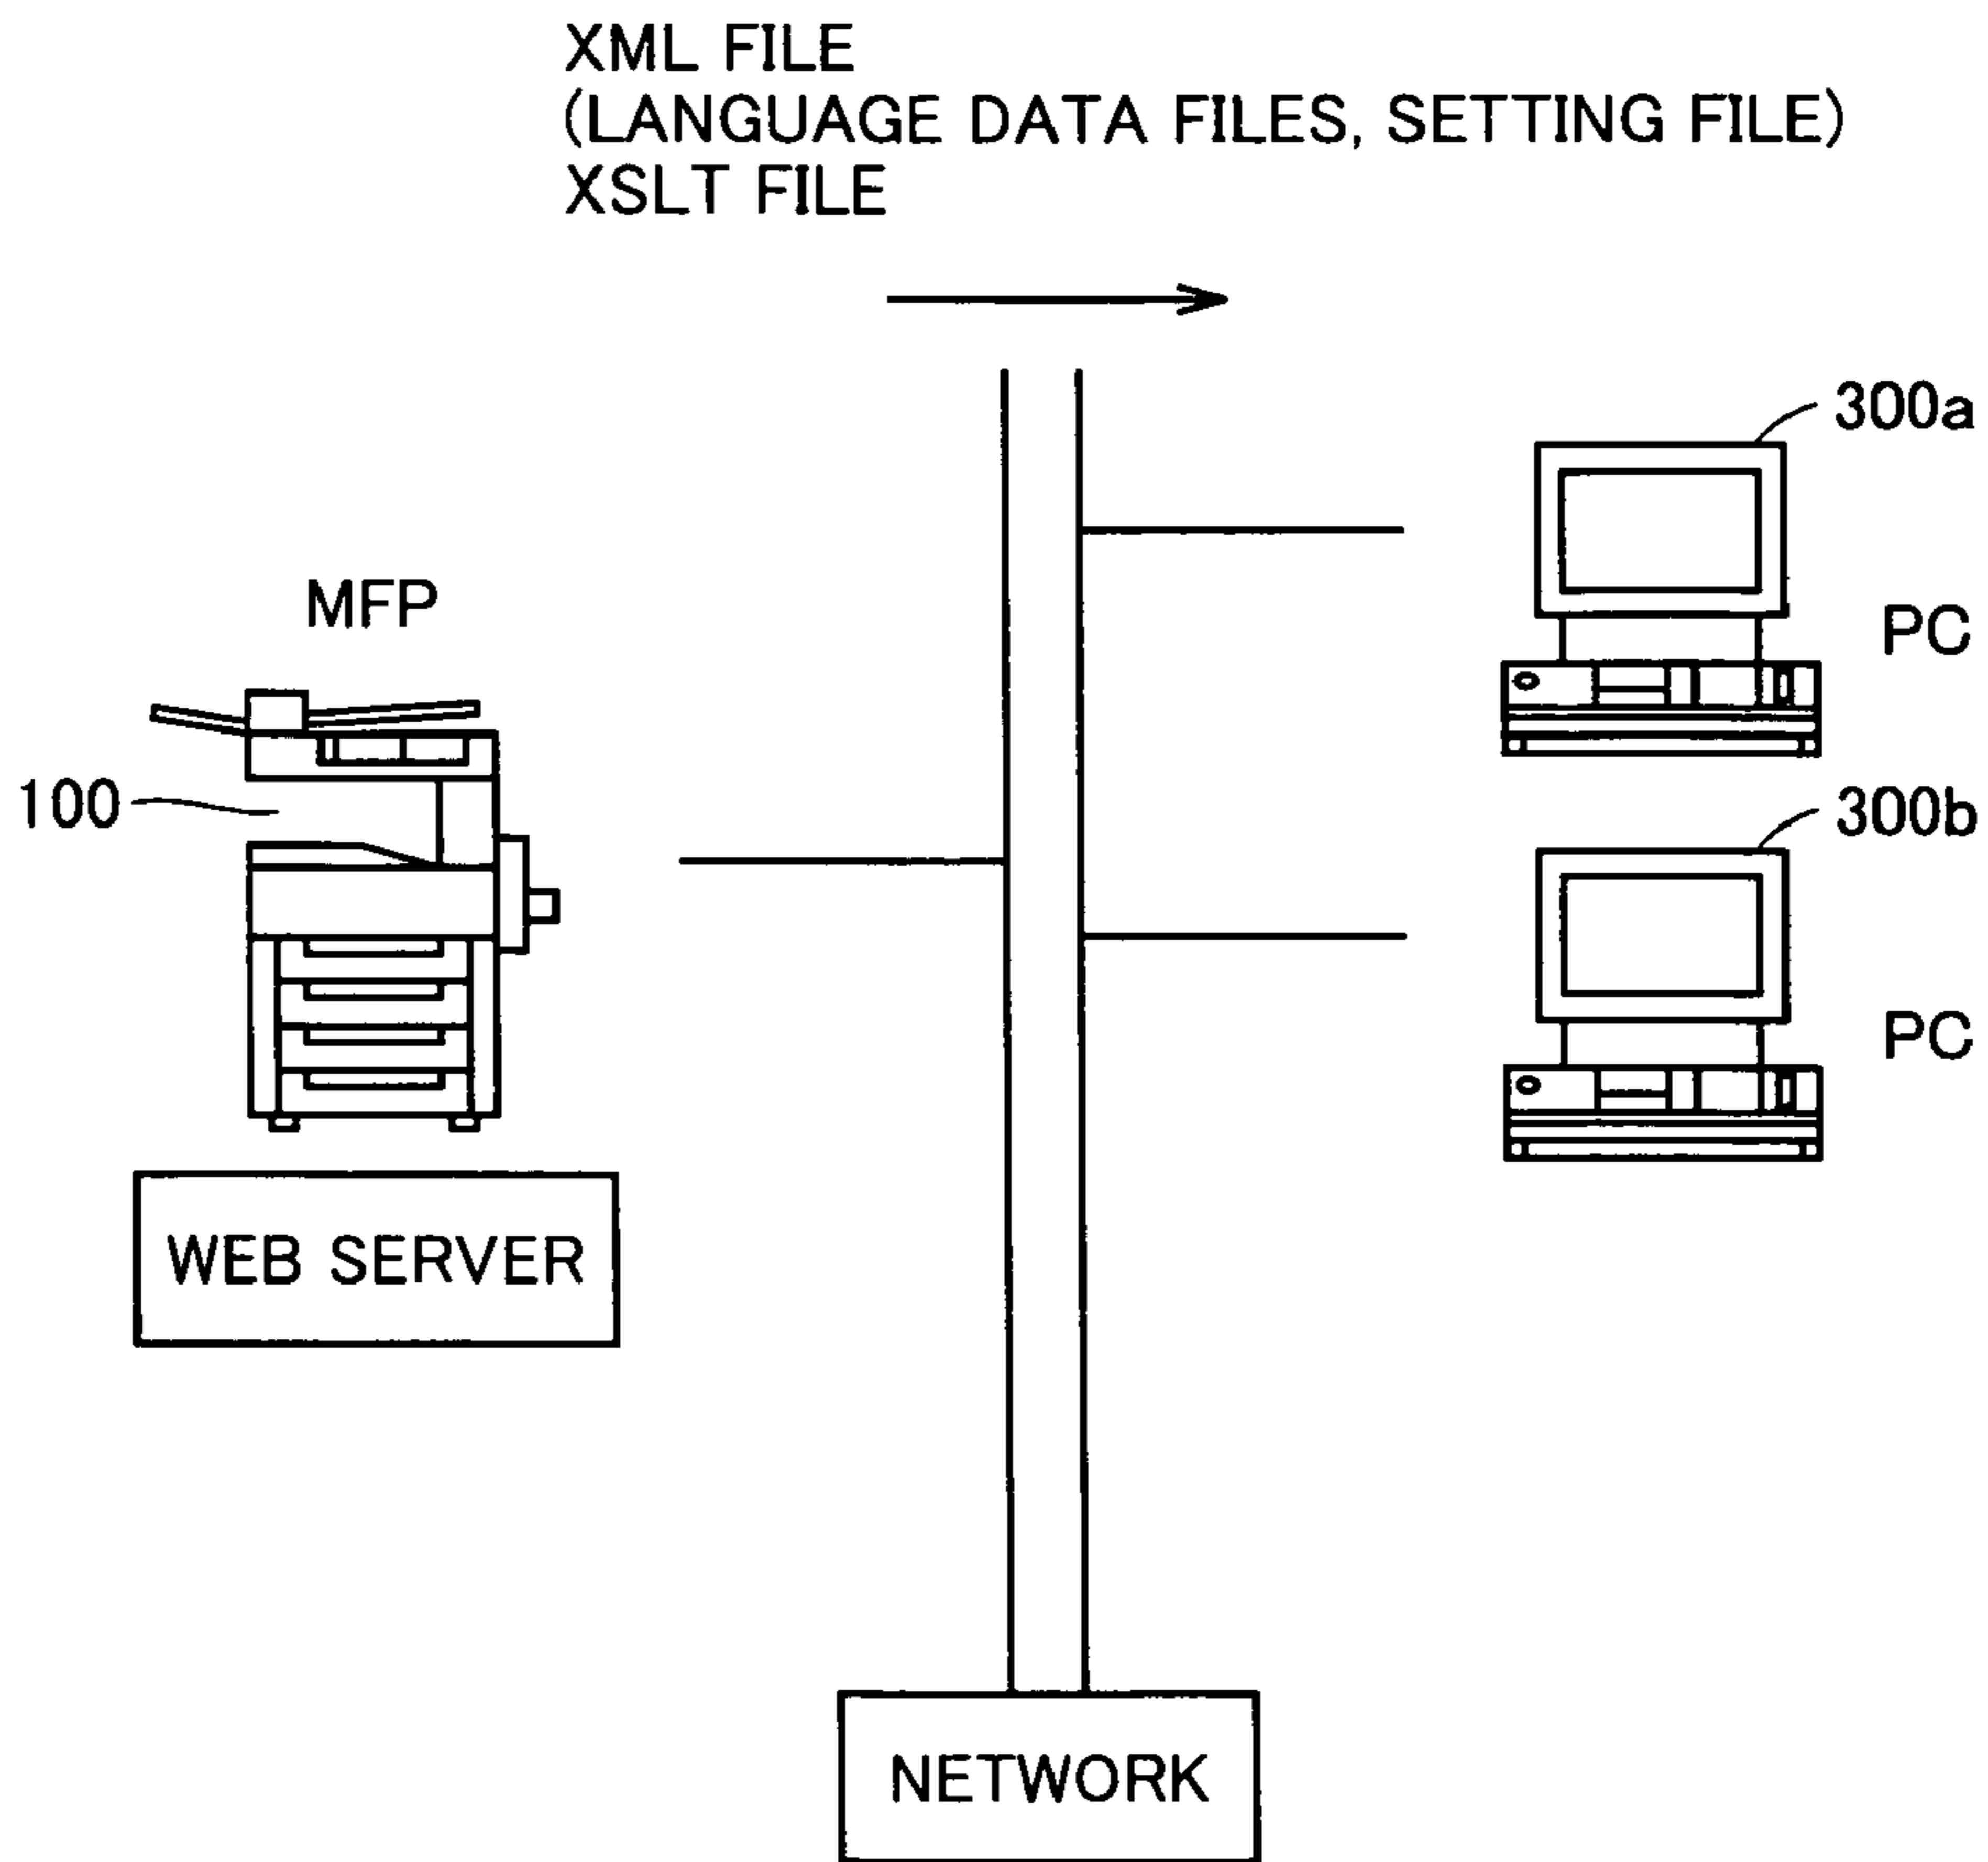 XML FILE
(LANGUAGE DATA FILES, SETTING FILE)
XSLT FILE
300a
MFP
PC
100
300b
PC
WEB SERVER
NETWORK